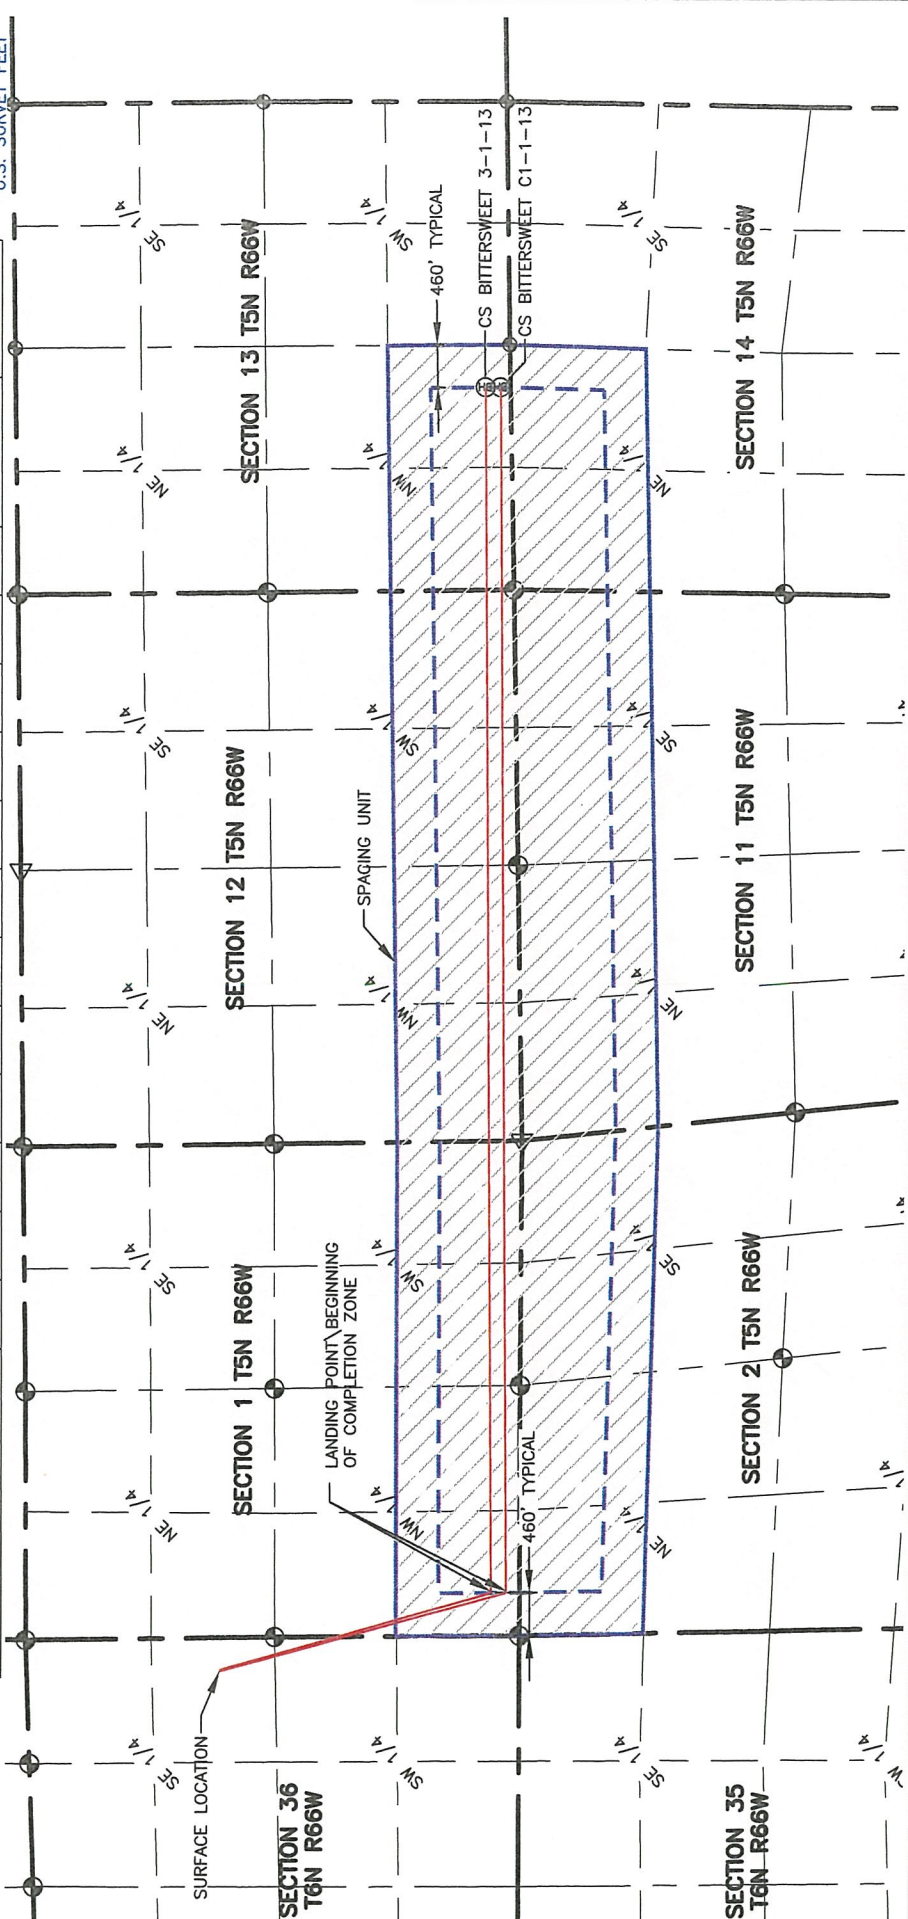 U.S. SURVEY FEET
SECTION 36
T6N R66W
SE 1/4
SW 1/4
SURFACE LOCATION
SECTION 35
T6N R66W
SE 1/4
SECTION 1 T5N R66W
NE 1/4
SE 1/4
NW 1/4
SW 1/4
LANDING POINT\BEGINNING
OF COMPLETION ZONE
460' TYPICAL
SECTION 2 T5N R66W
NE 1/4
SE 1/4
SECTION 12 T5N R66W
NE 1/4
SE 1/4
NW 1/4
SW 1/4
SPACING UNIT
SECTION 11 T5N R66W
NE 1/4
SE 1/4
SECTION 13 T5N R66W
NE 1/4
SE 1/4
NW 1/4
SW 1/4
460' TYPICAL
CS BITTERSWEET 3-1-13
CS BITTERSWEET C1-1-13
SECTION 14 T5N R66W
NE 1/4
SE 1/4